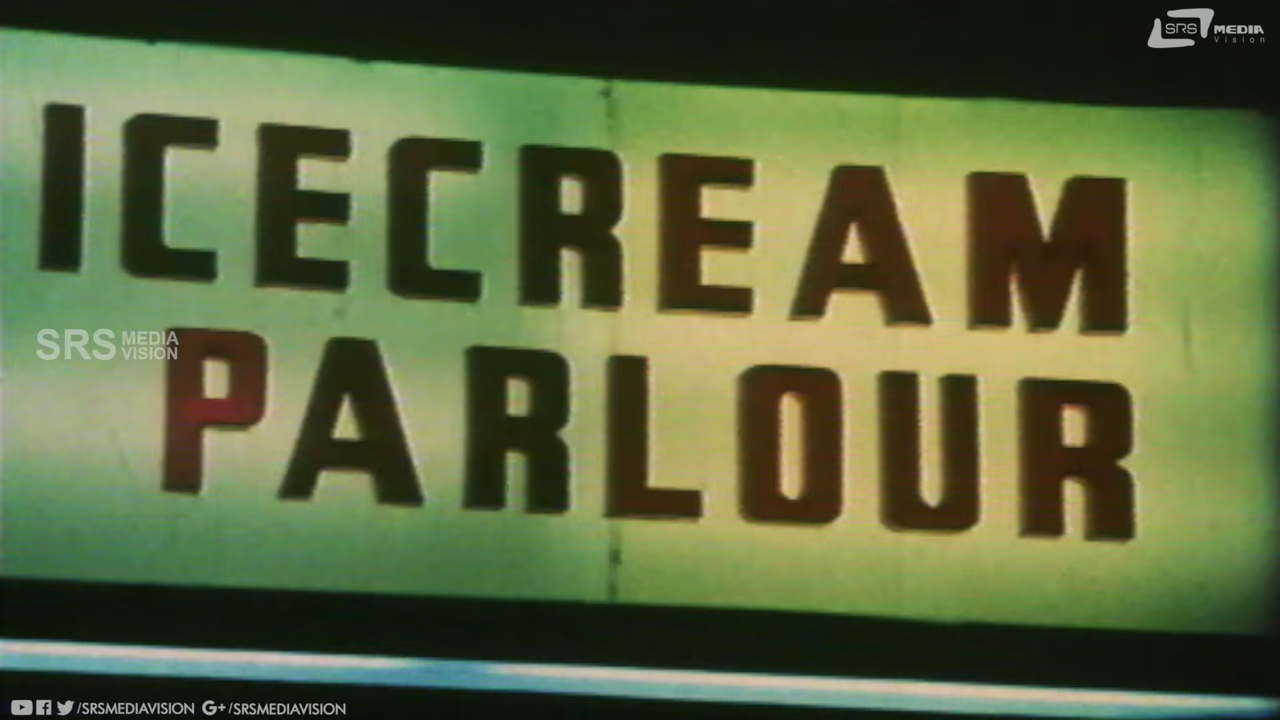 SRS MEDIA
Vision
ICECREAM
PARLOUR
SRS MEDIA
VISION
/SRSMEDIAVISION G+/SRSMEDIAVISION